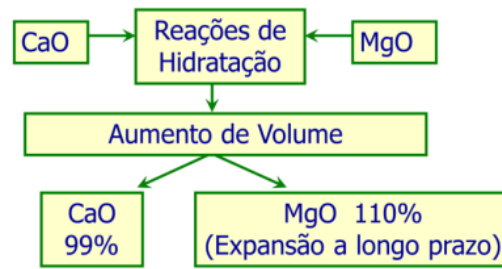 CaO
Reações de
Hidratação
MgO
Aumento de Volume
CaO
99%
MgO 110%
(Expansão a longo prazo)